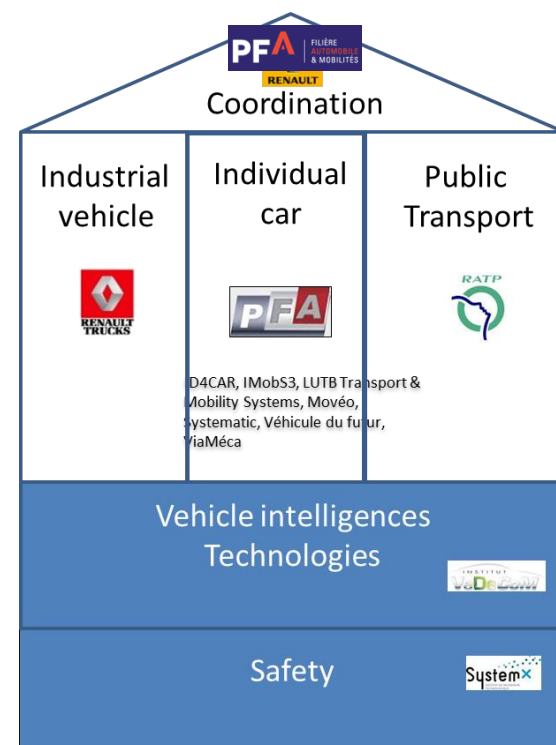 PFA FILIÈRE
AUTOMOBILE
& MOBILITÉS
RENAULT
Coordination
Industrial
vehicle
RENAULT
TRUCKS
Individual
car
PFA
Public
Transport
RATP
ID4CAR, IMobS3, LUTB Transport &
Mobility Systems, Movéo,
Systematic, Véhicule du futur,
ViaMéca
Vehicle intelligences
Technologies
INSTITUT
VeDeCoM
Safety
Systemx